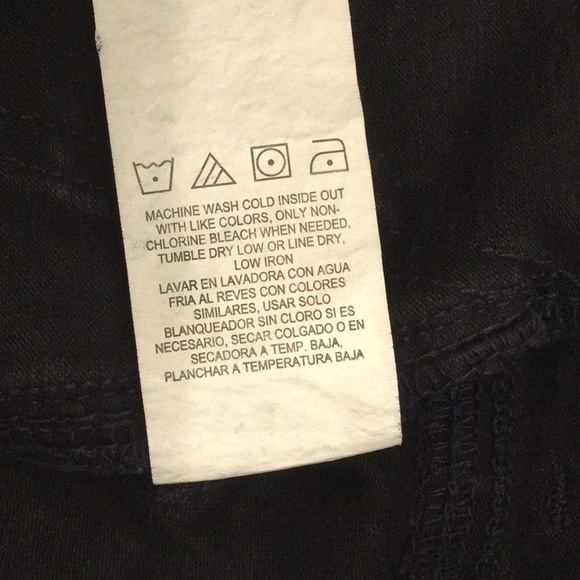 MACHINE WASH COLD INSIDE OUT
WITH LIKE COLORS, ONLY NON-
CHLORINE BLEACH WHEN NEEDED,
TUMBLE DRY LOW OR LINE DRY,
LOW IRON
LAVAR EN LAVADORA CON AGUA
FRIA AL REVES CON COLORES
SIMILARES, USAR SOLO
BLANQUEADOR SIN CLORO SI ES
NECESARIO, SECAR COLGADO O EN
SECADORA A TEMP. BAJA,
PLANCHAR A TEMPERATURA BAJA